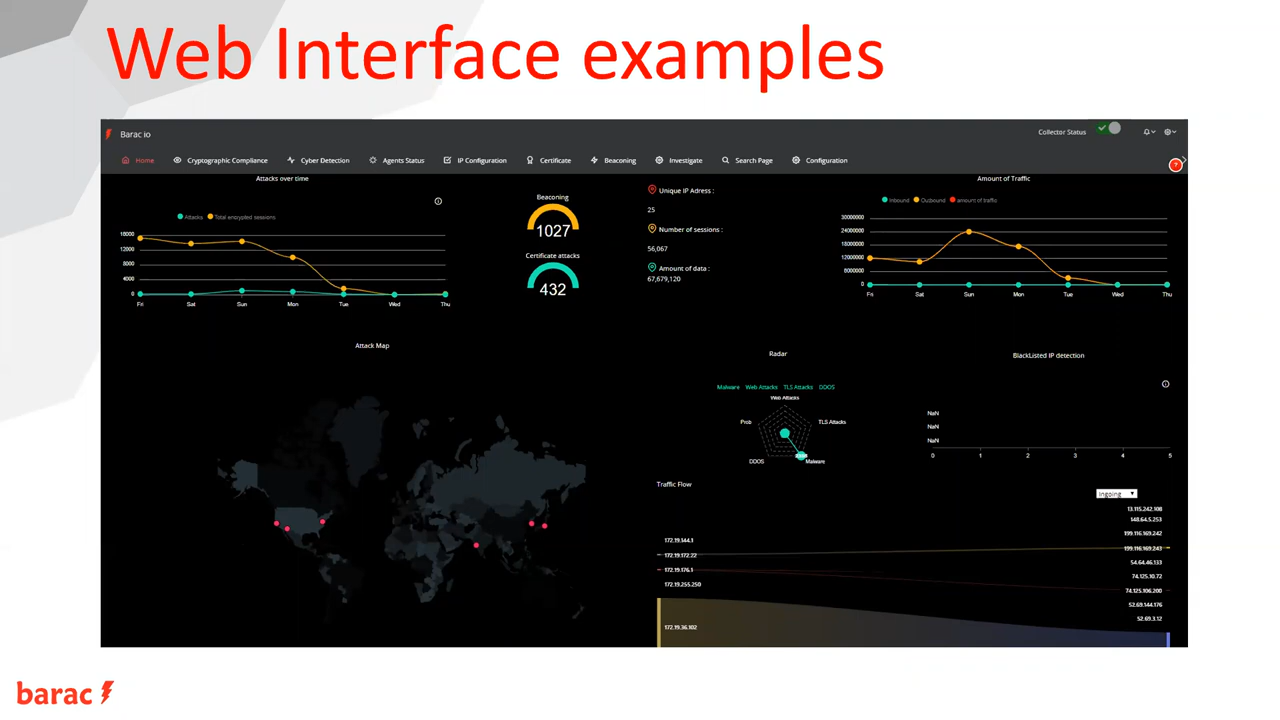 Web Interface examples
Barac io
Collector Status
Home
Cryptographic Compliance
Cyber Detection
Agents Status
IP Configuration
Certificate
Beaconing
Investigate
Search Page
Configuration
?
Attacks over time
Attacks
Total encrypted sessions
16000
12000
8000
4000
0
Fri
Sat
Sun
Mon
Tue
Wed
Thu
Beaconing
1027
Certificate attacks
432
Unique IP Adress :
25
Number of sessions :
56,067
Amount of data :
67,679,120
Amount of Traffic
Inbound
Outbound
amount of traffic
30000000
24000000
18000000
12000000
6000000
0
Fri
Sat
Sun
Mon
Tue
Wed
Thu
Attack Map
Radar
Malware Web Attacks TLS Attacks DDOS
Web Attacks
Prob
TLS Attacks
DDOS
Malware
BlackListed IP detection
NaN
NaN
NaN
0
1
2
3
4
5
Traffic Flow
Ingoing
172.19.144.1
172.19.172.22
172.19.176.1
172.19.255.250
172.19.36.102
13.115.242.108
148.64.5.253
199.116.169.242
199.116.169.243
54.64.46.133
74.125.10.72
74.125.106.200
52.69.144.176
52.69.3.12
barac